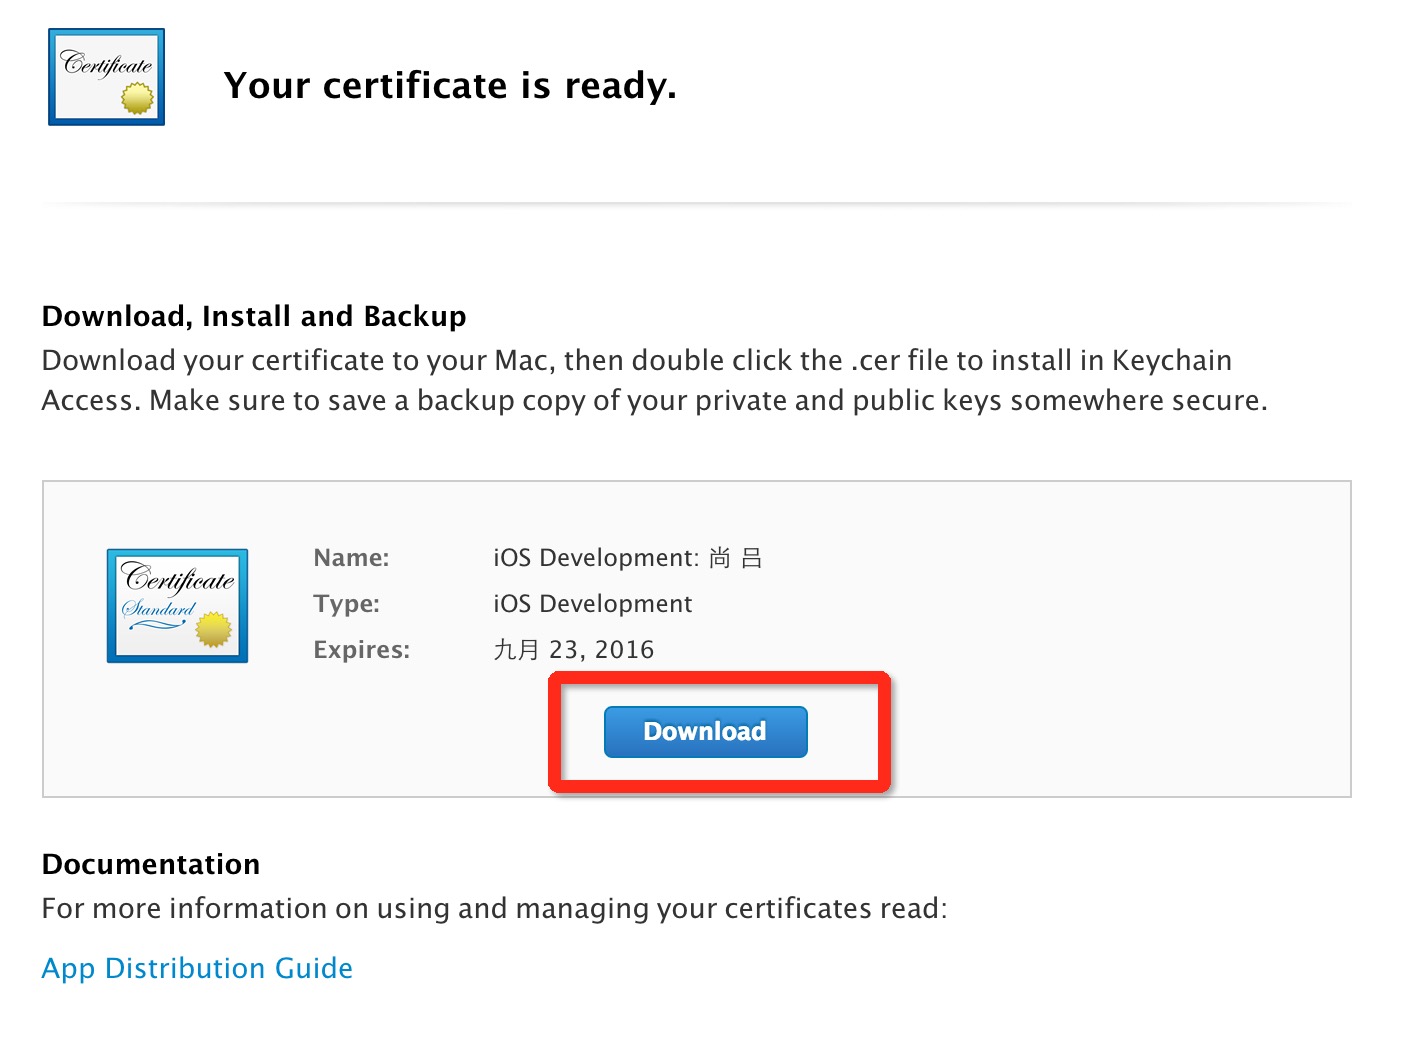 Certificate
Your certificate is ready.
Download, Install and Backup
Download your certificate to your Mac, then double click the .cer file to install in Keychain
Access. Make sure to save a backup copy of your private and public keys somewhere secure.
Certificate
Standard
Name: iOS Development: 尚 吕
Type: iOS Development
Expires: 九月 23, 2016
Download
Documentation
For more information on using and managing your certificates read:
App Distribution Guide